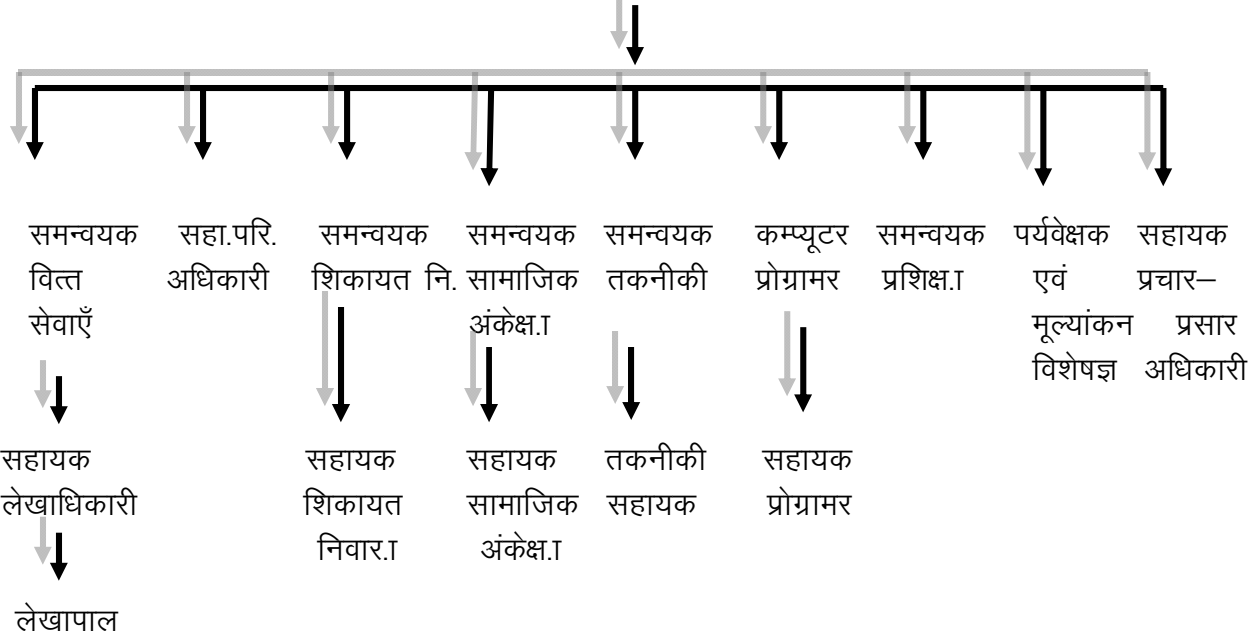 समन्वयक सहा.परि. समन्वयक समन्वयक समन्वयक कम्प्यूटर समन्वयक पर्यवेक्षक सहायक
वित्त अधिकारी शिकायत नि. सामाजिक तकनीकी प्रोग्रामर प्रशिक्ष.ा एवं प्रचार–
सेवाएँ अंकेक्ष.ा मूल्यांकन प्रसार
विशेषज्ञ अधिकारी
सहायक सहायक सहायक तकनीकी सहायक
लेखाधिकारी शिकायत सामाजिक सहायक प्रोग्रामर
निवार.ा अंकेक्ष.ा
लेखापाल